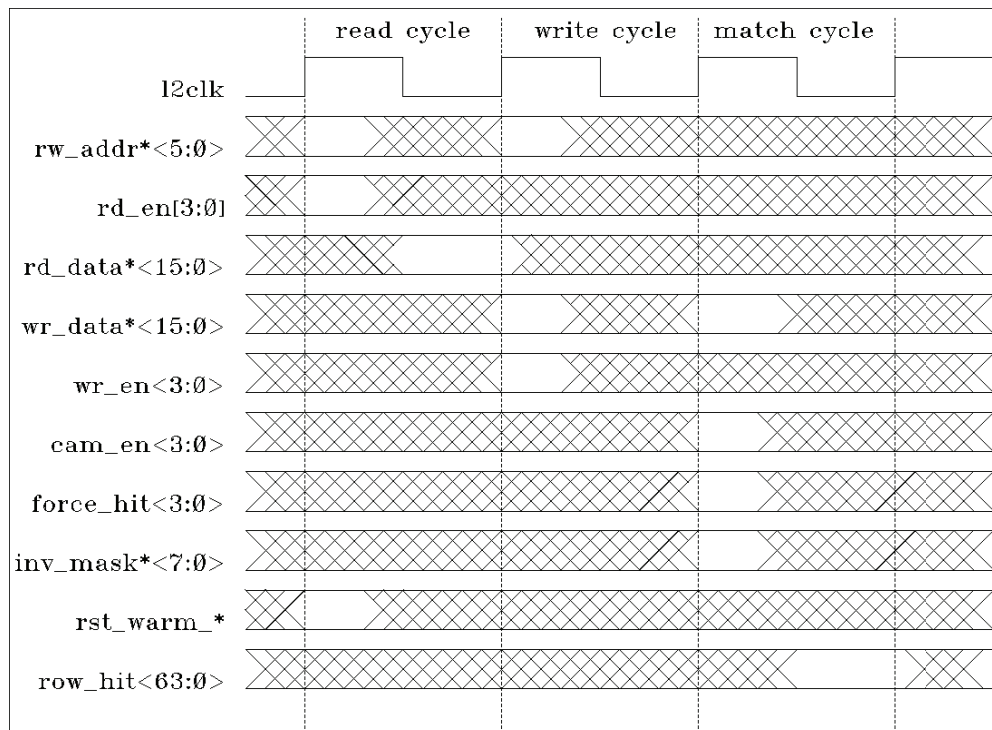 read cycle write cycle match cycle
l2clk
rw_addr*<5:0>
rd_en[3:0]
rd_data*<15:0>
wr_data*<15:0>
wr_en<3:0>
cam_en<3:0>
force_hit<3:0>
inv_mask*<7:0>
rst_warm_*
row_hit<63:0>